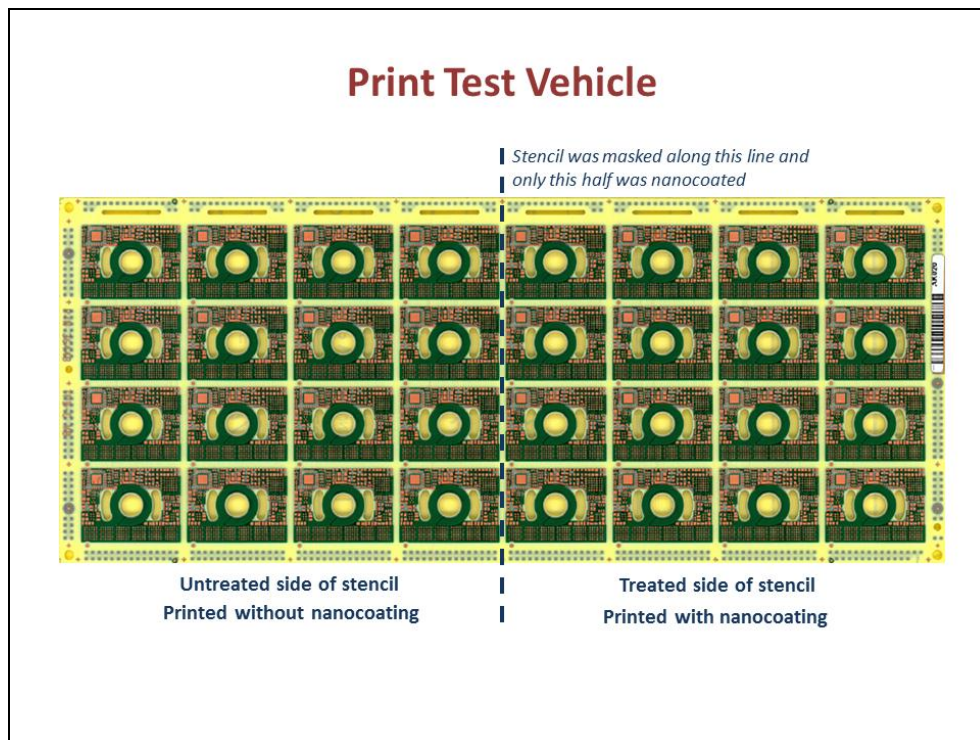 Print Test Vehicle
Stencil was masked along this line and
only this half was nanocoated
Untreated side of stencil
Printed without nanocoating
Treated side of stencil
Printed with nanocoating